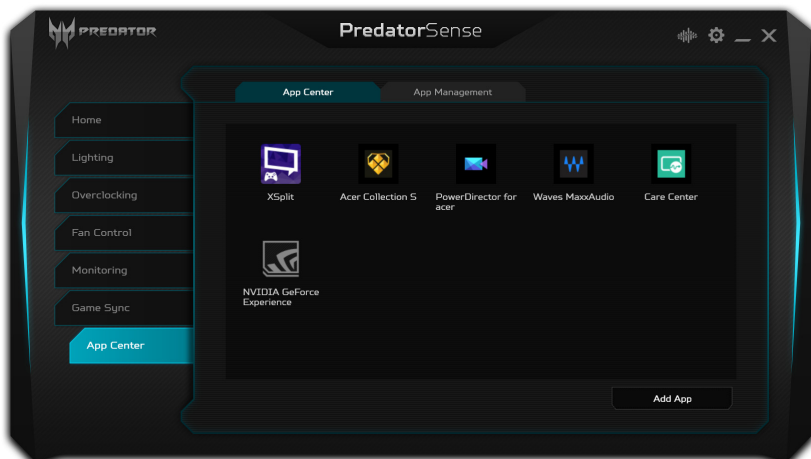 PREDATOR
PredatorSense
App Center
App Management
Home
Lighting
Overclocking
Fan Control
Monitoring
Game Sync
App Center
XSplit
Acer Collection S
PowerDirector for
acer
Waves MaxxAudio
Care Center
NVIDIA GeForce
Experience
Add App